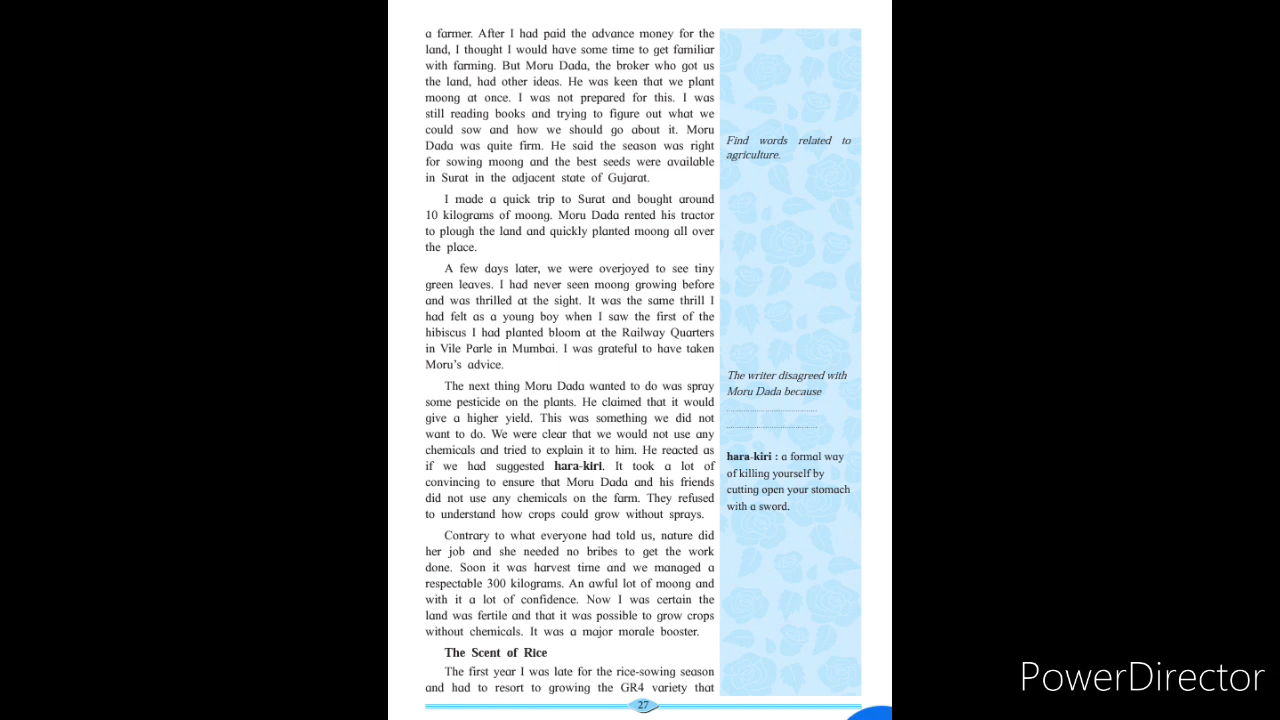 a farmer. After I had paid the advance money for the
land, I thought I would have some time to get familiar
with farming. But Moru Dada, the broker who got us
the land, had other ideas. He was keen that we plant
moong at once. I was not prepared for this. I was
still reading books and trying to figure out what we
could sow and how we should go about it. Moru
Dada was quite firm. He said the season was right
for sowing moong and the best seeds were available
in Surat in the adjacent state of Gujarat.
I made a quick trip to Surat and bought around
10 kilograms of moong. Moru Dada rented his tractor
to plough the land and quickly planted moong all over
the place.
A few days later, we were overjoyed to see tiny
green leaves. I had never seen moong growing before
and was thrilled at the sight. It was the same thrill I
had felt as a young boy when I saw the first of the
hibiscus I had planted bloom at the Railway Quarters
in Vile Parle in Mumbai. I was grateful to have taken
Moru's advice.
The next thing Moru Dada wanted to do was spray
some pesticide on the plants. He claimed that it would
give a higher yield. This was something we did not
want to do. We were clear that we would not use any
chemicals and tried to explain it to him. He reacted as
if we had suggested hara-kiri. It took a lot of
convincing to ensure that Moru Dada and his friends
did not use any chemicals on the farm. They refused
to understand how crops could grow without sprays.
Contrary to what everyone had told us, nature did
her job and she needed no bribes to get the work
done. Soon it was harvest time and we managed a
respectable 300 kilograms. An awful lot of moong and
with it a lot of confidence. Now I was certain the
land was fertile and that it was possible to grow crops
without chemicals. It was a major morale booster.
The Scent of Rice
The first year I was late for the rice-sowing season
and had to resort to growing the GR4 variety that
Find words related to
agriculture.
The writer disagreed with
Moru Dada because
................................
................................
hara-kiri : a formal way
of killing yourself by
cutting open your stomach
with a sword.
27
PowerDirector